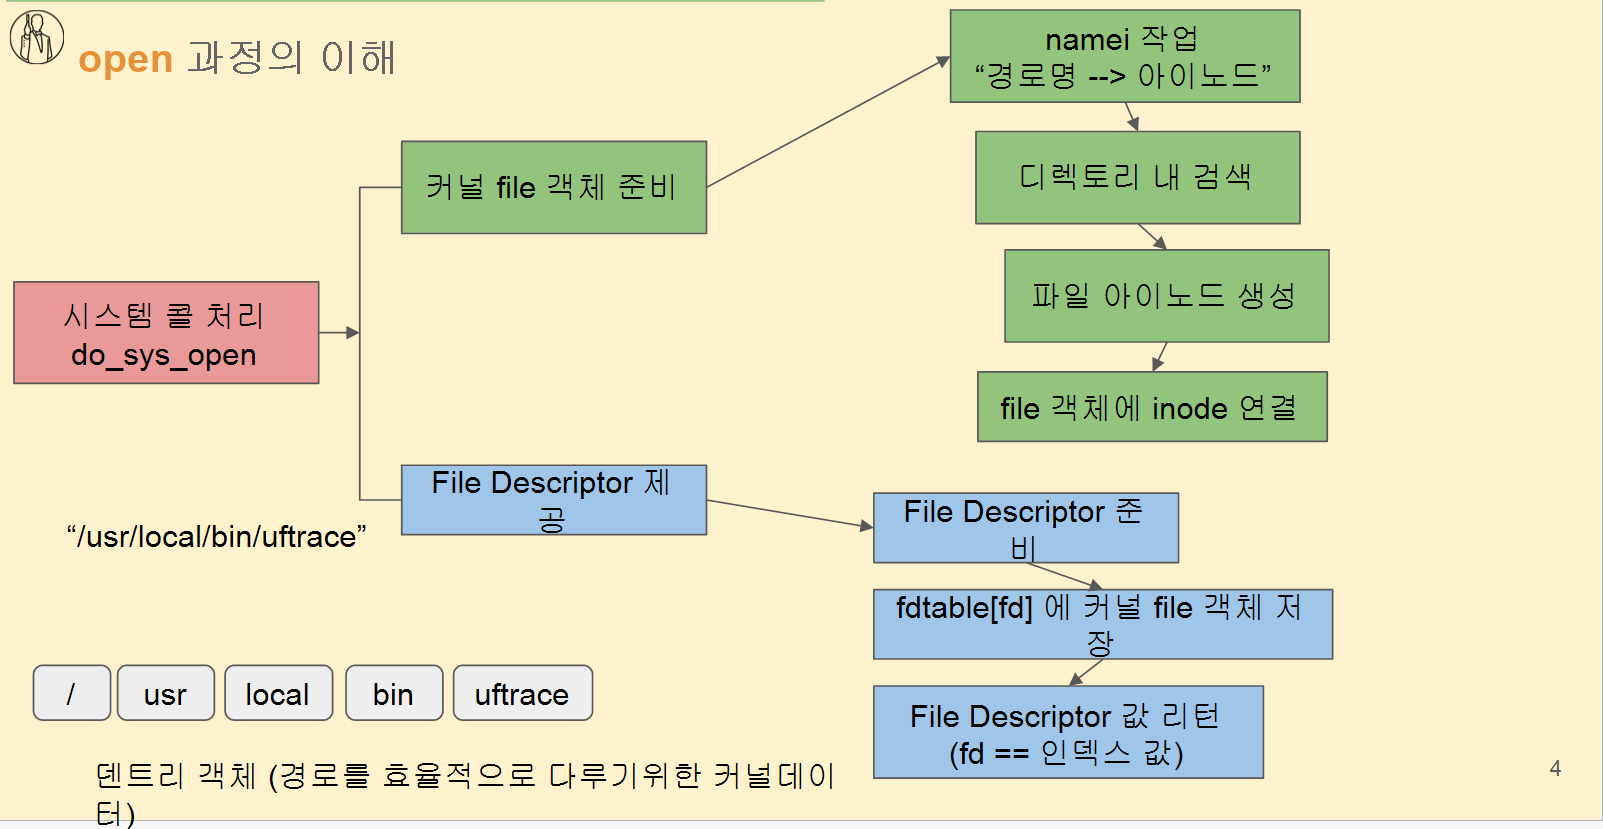 open 과정의 이해
namei 작업
“경로명 --> 아이노드”
디렉토리 내 검색
커널 file 객체 준비
파일 아이노드 생성
시스템 콜 처리
do_sys_open
file 객체에 inode 연결
File Descriptor 제
공
“/usr/local/bin/uftrace”
File Descriptor 준
비
fdtable[fd] 에 커널 file 객체 저
장
/ usr local bin uftrace
File Descriptor 값 리턴
(fd == 인덱스 값)
덴트리 객체 (경로를 효율적으로 다루기위한 커널데이
터)
4